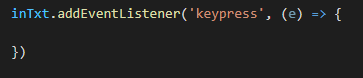 inTxt.addEventListener('keypress', (e) => {
})